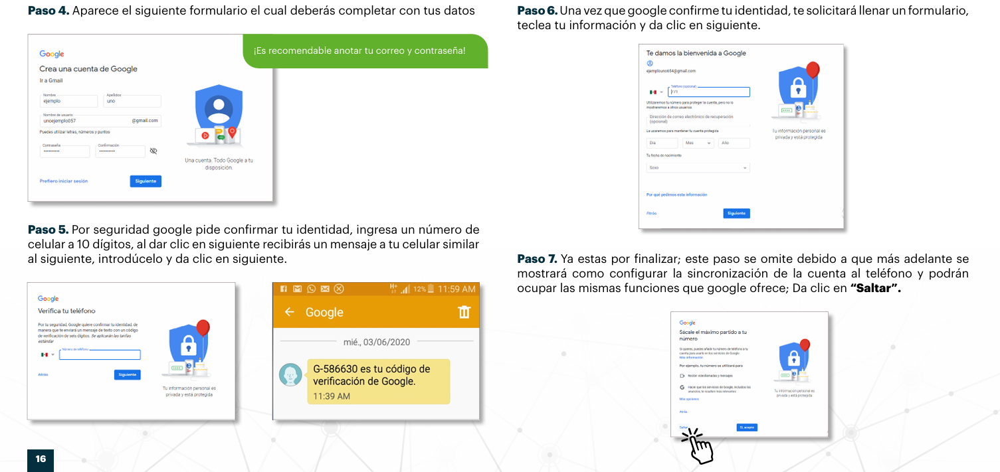 Paso 4. Aparece el siguiente formulario el cual deberás completar con tus datos
¡Es recomendable anotar tu correo y contraseña!
Google
Crea una cuenta de Google
Ir a Gmail
Nombre
ejemplo
Apellidos
uno
Nombre de usuario
unoejemplo057
@gmail.com
Puedes utilizar letras, números y puntos
Contraseña
Confirmación
Una cuenta. Todo Google a tu
disposición.
Prefiero iniciar sesión
Siguiente
Paso 5. Por seguridad google pide confirmar tu identidad, ingresa un número de
celular a 10 dígitos, al dar clic en siguiente recibirás un mensaje a tu celular similar
al siguiente, introdúcelo y da clic en siguiente.
Google
Verifica tu teléfono
Por tu seguridad, Google quiere confirmar tu identidad, de
manera que te enviará un mensaje de texto con un código
de verificación de seis dígitos. Se aplicarán las tarifas
estándar
Número de teléfono
Atrás
Siguiente
Tu información personal es
privada y está protegida
H+
12%
11:59 AM
Google
mié., 03/06/2020
G-586630 es tu código de
verificación de Google.
11:39 AM
16
Paso 6. Una vez que google confirme tu identidad, te solicitará llenar un formulario,
teclea tu información y da clic en siguiente.
Te damos la bienvenida a Google
ejemplouno654@gmail.com
Teléfono (opcional)
Utilizaremos tu número para proteger la cuenta, pero no lo
mostraremos a otros usuarios
Dirección de correo electrónico de recuperación
(opcional)
La usaremos para mantener tu cuenta protegida
Día
Mes
Año
Tu fecha de nacimiento
Sexo
Por qué pedimos esta información
Atrás
Siguiente
Tu información personal es
privada y está protegida
Paso 7. Ya estas por finalizar; este paso se omite debido a que más adelante se
mostrará como configurar la sincronización de la cuenta al teléfono y podrán
ocupar las mismas funciones que google ofrece; Da clic en “Saltar”.
Google
Sácale el máximo partido a tu
número
Si quieres, puedes añadir tu número de teléfono a tu
cuenta para usarlo en los servicios de Google.
Más información
Por ejemplo, tu número se utilizará para
Recibir videollamadas y mensajes
Hacer que los servicios de Google, incluidos los
anuncios, te resulten más relevantes.
Más opciones
Atrás
Saltar
Sí, acepto
Tu información personal es
privada y está protegida